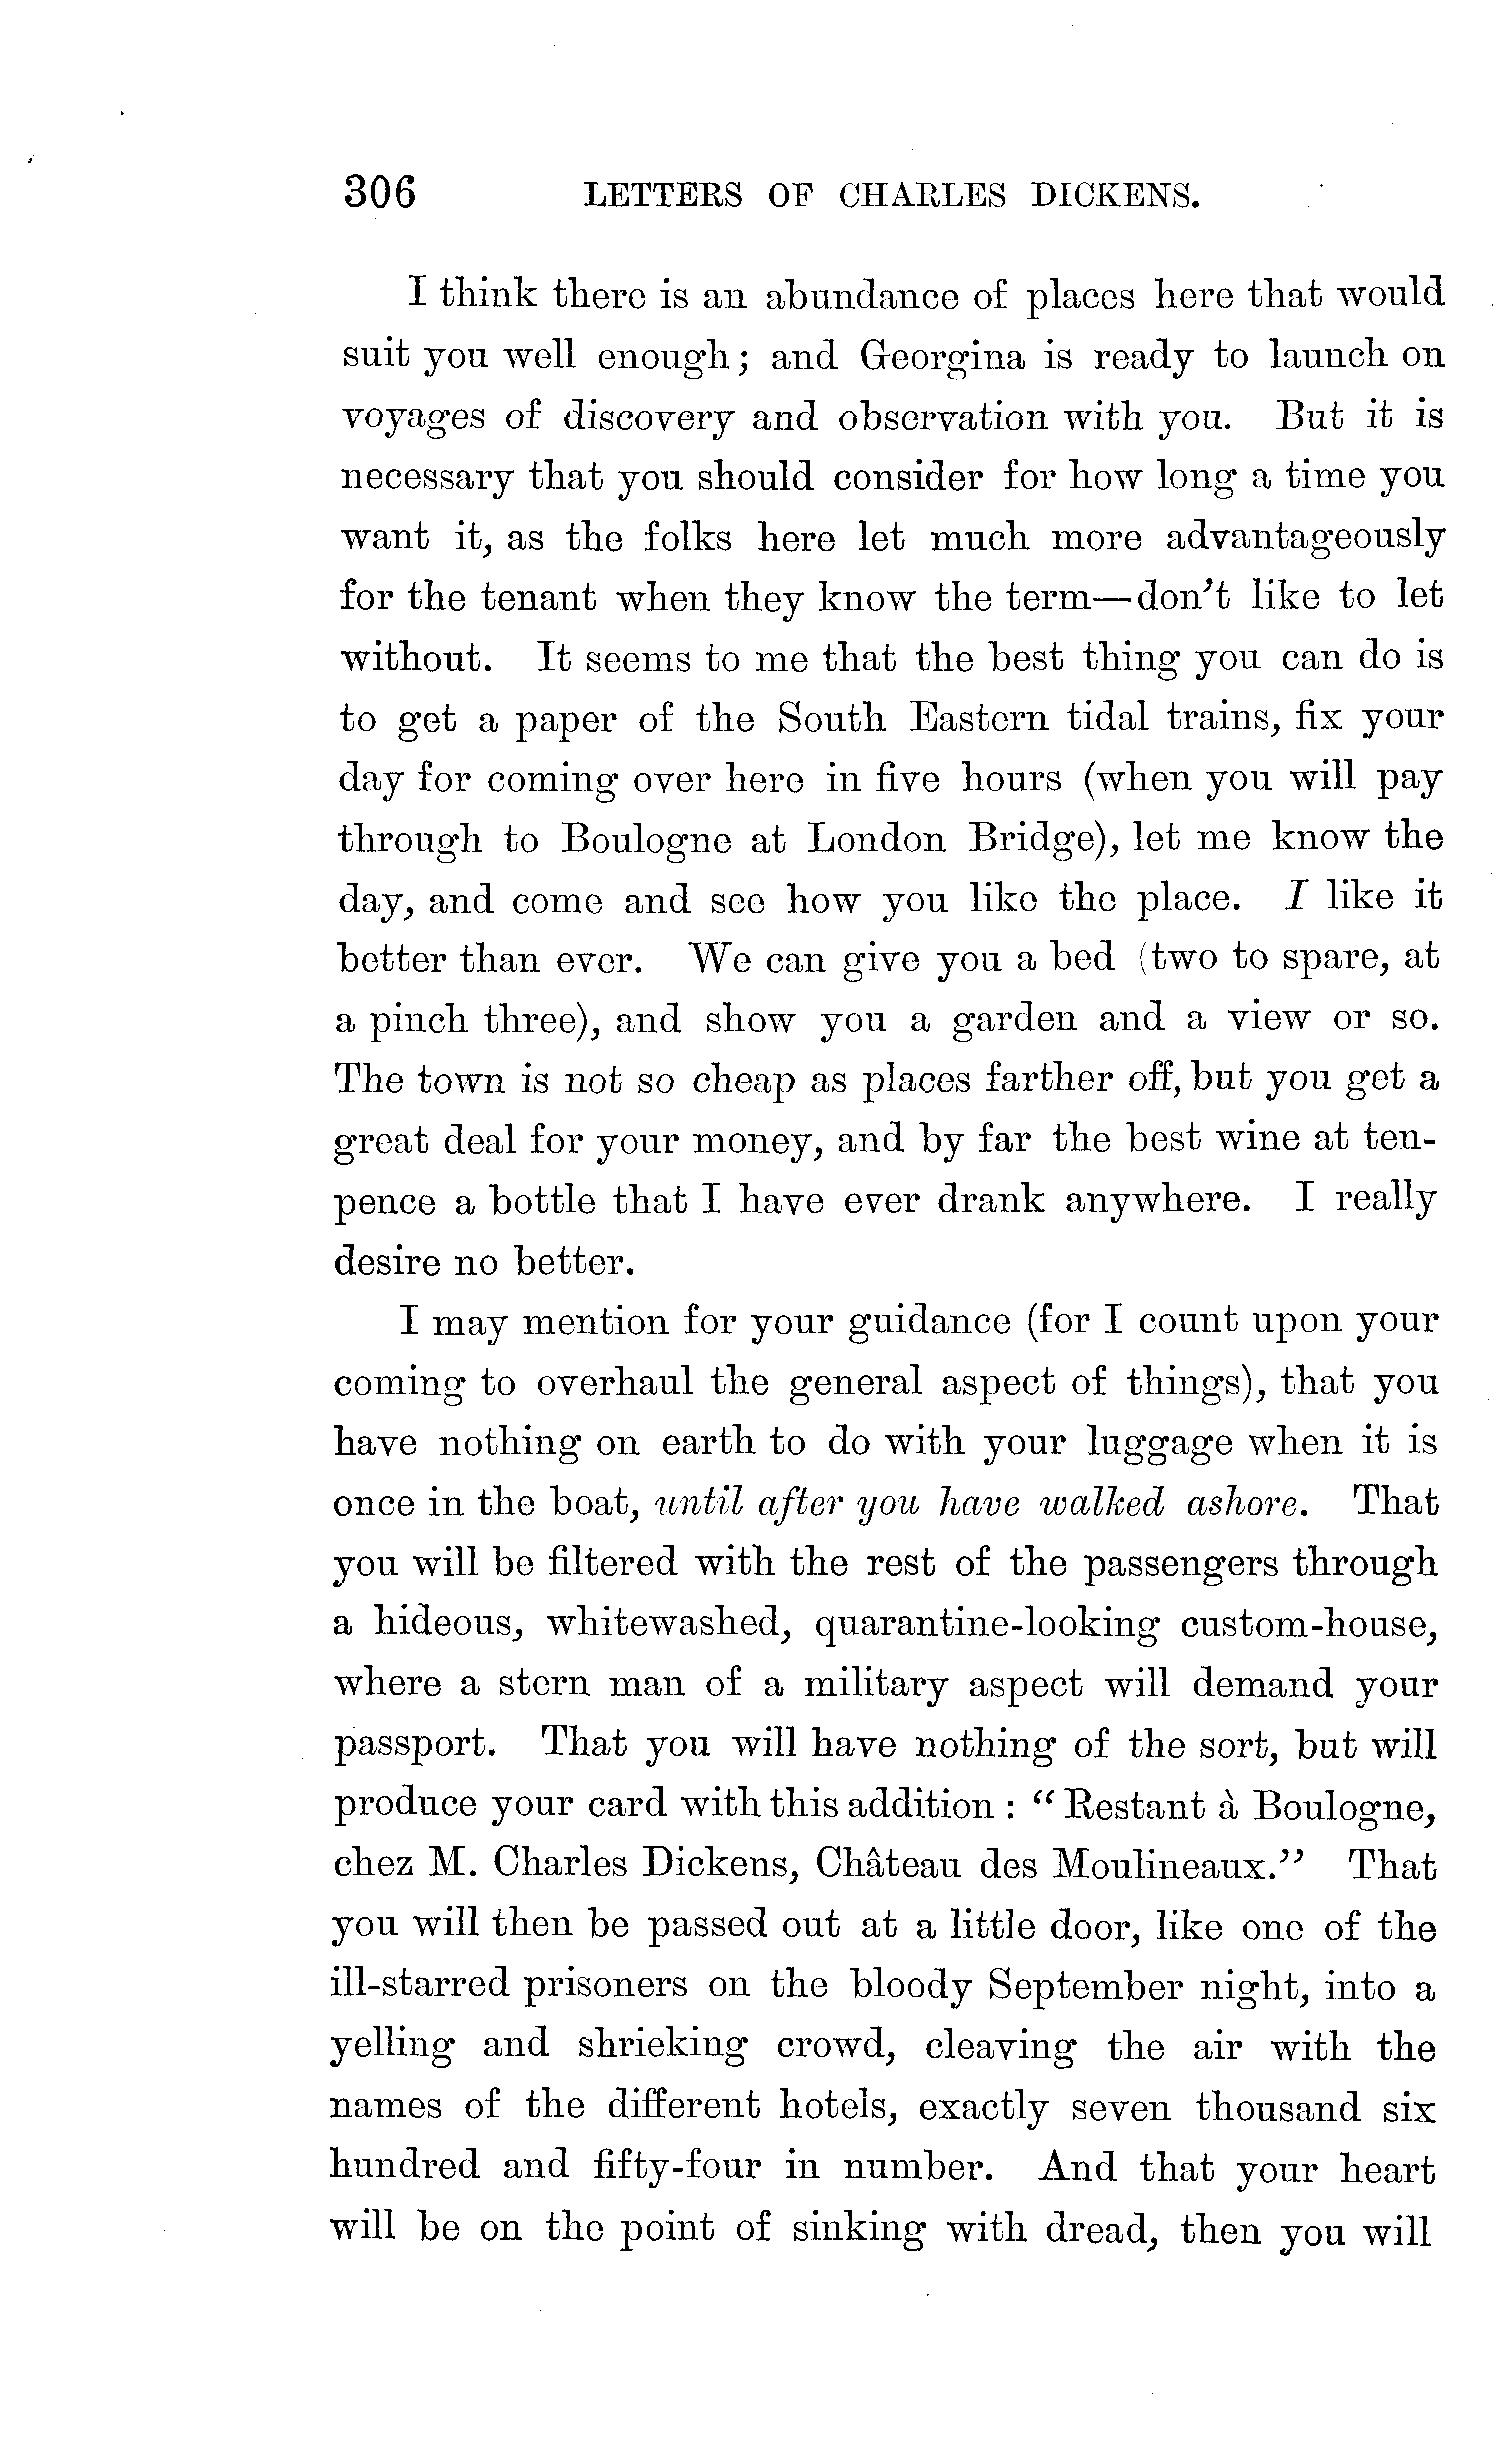 306 LETTERS OF CHARLES DICKENS.
I think there is an abundance of places here that would
suit you well enough; and Georgina is ready to launch on
voyages of discovery and observation with you. But it is
necessary that you should consider for how long a time you
want it, as the folks here let much more advantageously
for the tenant when they know the term—don't like to let
without. It seems to me that the best thing you can do is
to get a paper of the South Eastern tidal trains, fix your
day for coming over here in five hours (when you will pay
through to Boulogne at London Bridge), let me know the
day, and come and see how you like the place. I like it
better than ever. We can give you a bed (two to spare, at
a pinch three), and show you a garden and a view or so.
The town is not so cheap as places farther off, but you get a
great deal for your money, and by far the best wine at ten-
pence a bottle that I have ever drank anywhere. I really
desire no better.
I may mention for your guidance (for I count upon your
coming to overhaul the general aspect of things), that you
have nothing on earth to do with your luggage when it is
once in the boat, until after you have walked ashore. That
you will be filtered with the rest of the passengers through
a hideous, whitewashed, quarantine-looking custom-house,
where a stern man of a military aspect will demand your
passport. That you will have nothing of the sort, but will
produce your card with this addition : “ Restant à Boulogne,
chez M. Charles Dickens, Château des Moulineaux.” That
you will then be passed out at a little door, like one of the
ill-starred prisoners on the bloody September night, into a
yelling and shrieking crowd, cleaving the air with the
names of the different hotels, exactly seven thousand six
hundred and fifty-four in number. And that your heart
will be on the point of sinking with dread, then you will